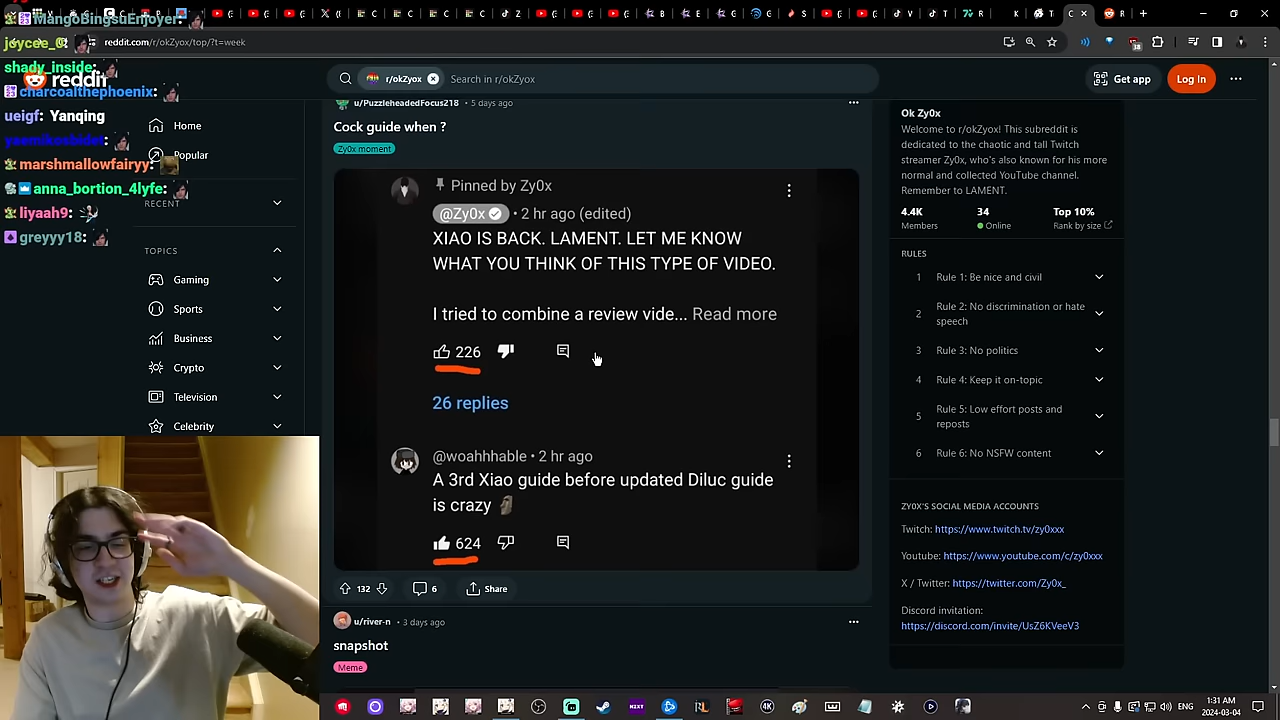 MangoBingsuEnjoyer:
joycee_0:
shady_inside:
charcoalthephoenix:
ueigf: Yanqing
yaemikosbidet:
marshmallowfairyy:
anna_bortion_4lyfe:
liyaah9:
greyyy18:
reddit.com/r/okZyox/top/?t=week
reddit
r/okZyox
Search in r/okZyox
Get app
Log In
Home
Popular
RECENT
TOPICS
Gaming
Sports
Business
Crypto
Television
Celebrity
u/PuzzleheadedFocus218 • 5 days ago
Cock guide when ?
Zy0x moment
Pinned by Zy0x
@Zy0x • 2 hr ago (edited)
XIAO IS BACK. LAMENT. LET ME KNOW
WHAT YOU THINK OF THIS TYPE OF VIDEO.
I tried to combine a review vide... Read more
226
26 replies
@woahhhable • 2 hr ago
A 3rd Xiao guide before updated Diluc guide
is crazy
624
132
6
Share
u/river-n • 3 days ago
snapshot
Meme
Ok Zy0x
Welcome to r/okZyox! This subreddit is
dedicated to the chaotic and tall Twitch
streamer Zy0x, who's also known for his more
normal and collected YouTube channel.
Remember to LAMENT.
4.4K
Members
34
Online
Top 10%
Rank by size
RULES
1 Rule 1: Be nice and civil
2 Rule 2: No discrimination or hate
speech
3 Rule 3: No politics
4 Rule 4: Keep it on-topic
5 Rule 5: Low effort posts and
reposts
6 Rule 6: No NSFW content
ZY0X'S SOCIAL MEDIA ACCOUNTS
Twitch: https://www.twitch.tv/zy0xxx
Youtube: https://www.youtube.com/c/zy0xxx
X / Twitter: https://twitter.com/Zy0x_
Discord invitation:
https://discord.com/invite/UsZ6KVeeV3
ENG
1:31 AM
2024-03-04